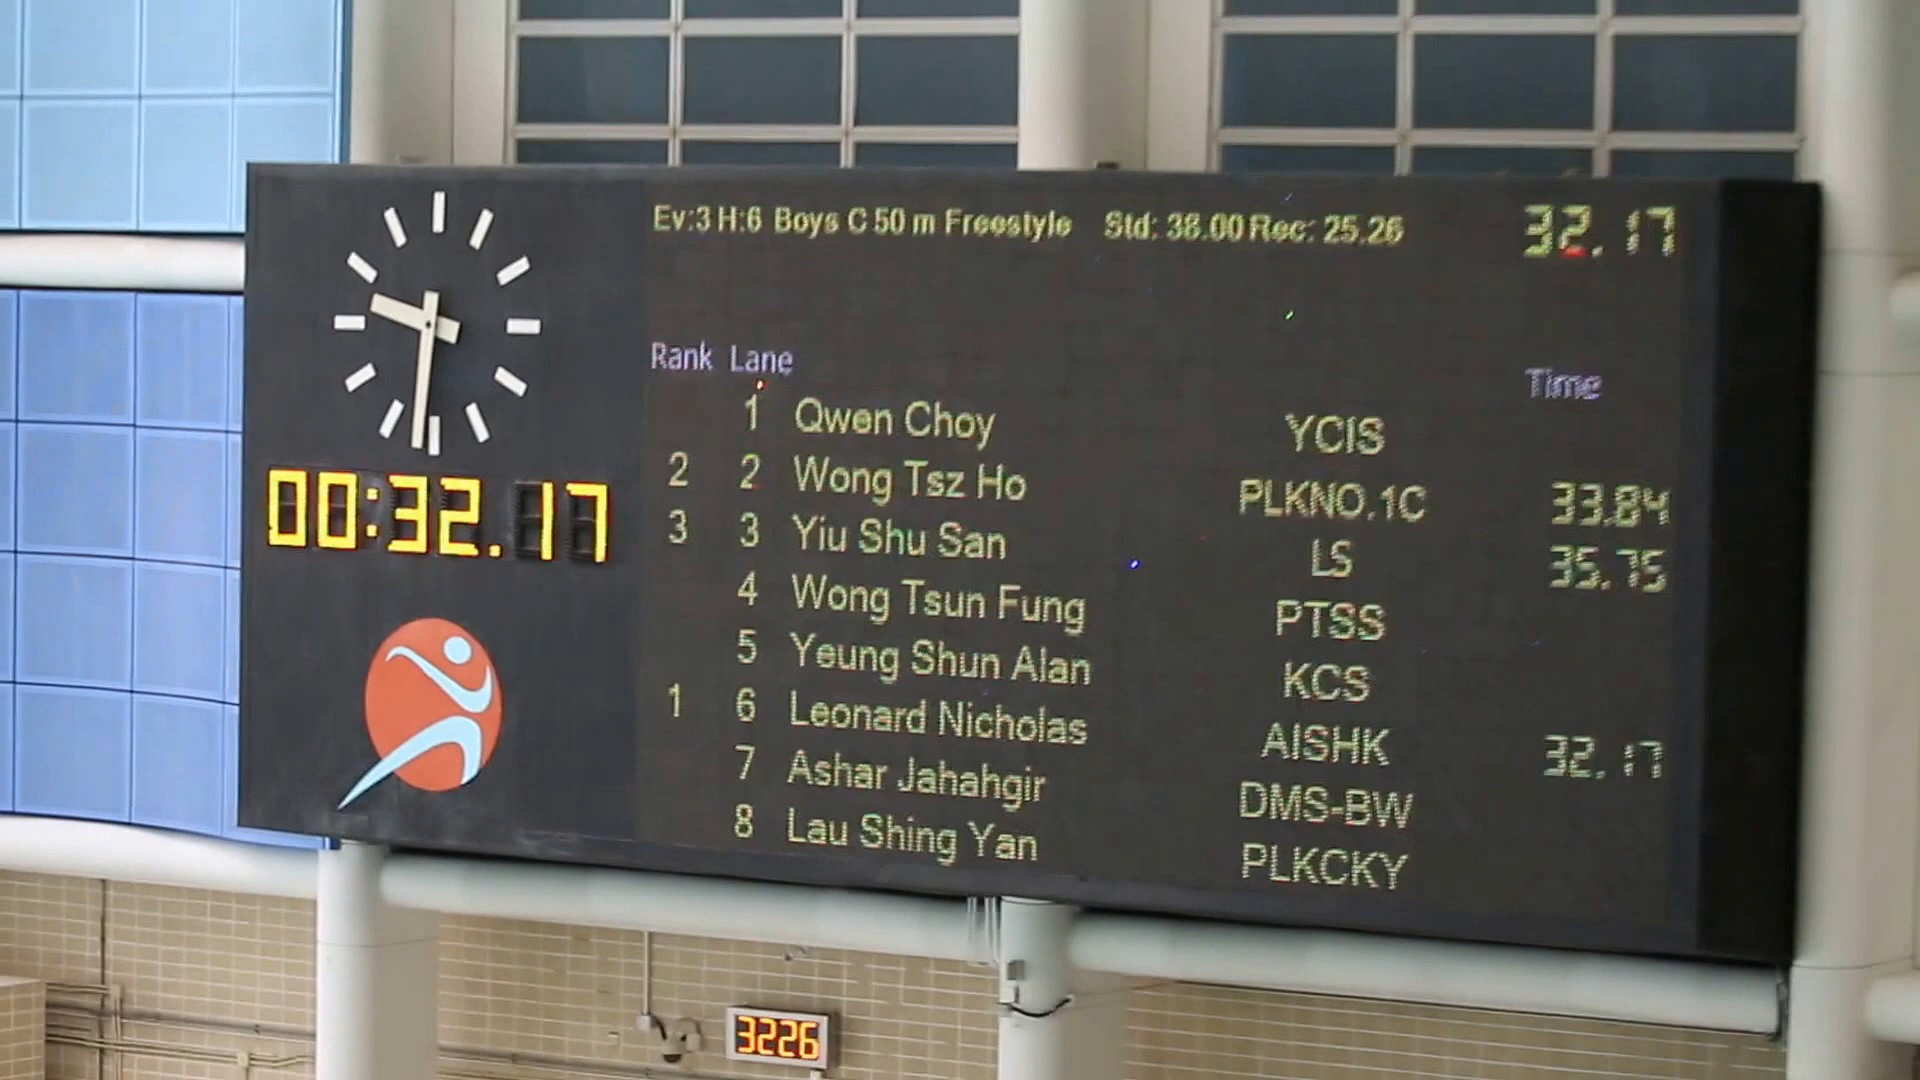 Ev:3 H:6 Boys C 50 m Freestyle Std: 38.00 Rec: 25.26 32.17
Rank Lane Time
1 Qwen Choy YCIS
2 2 Wong Tsz Ho PLKNO.1C 33.84
3 3 Yiu Shu San LS 35.75
4 Wong Tsun Fung PTSS
5 Yeung Shun Alan KCS
1 6 Leonard Nicholas AISHK 32.17
7 Ashar Jahahgir DMS-BW
8 Lau Shing Yan PLKCKY
00:32.17
3226